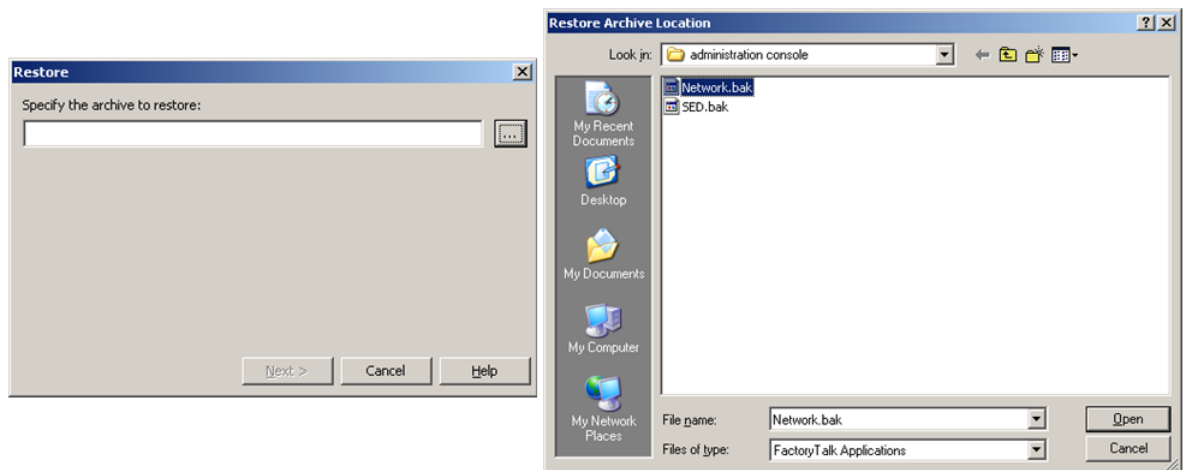 Restore
Specify the archive to restore:
...
Next >
Cancel
Help
Restore Archive Location
Look in:
administration console
My Recent
Documents
Desktop
My Documents
My Computer
My Network
Places
Network.bak
SED.bak
File name:
Network.bak
Open
Files of type:
FactoryTalk Applications
Cancel